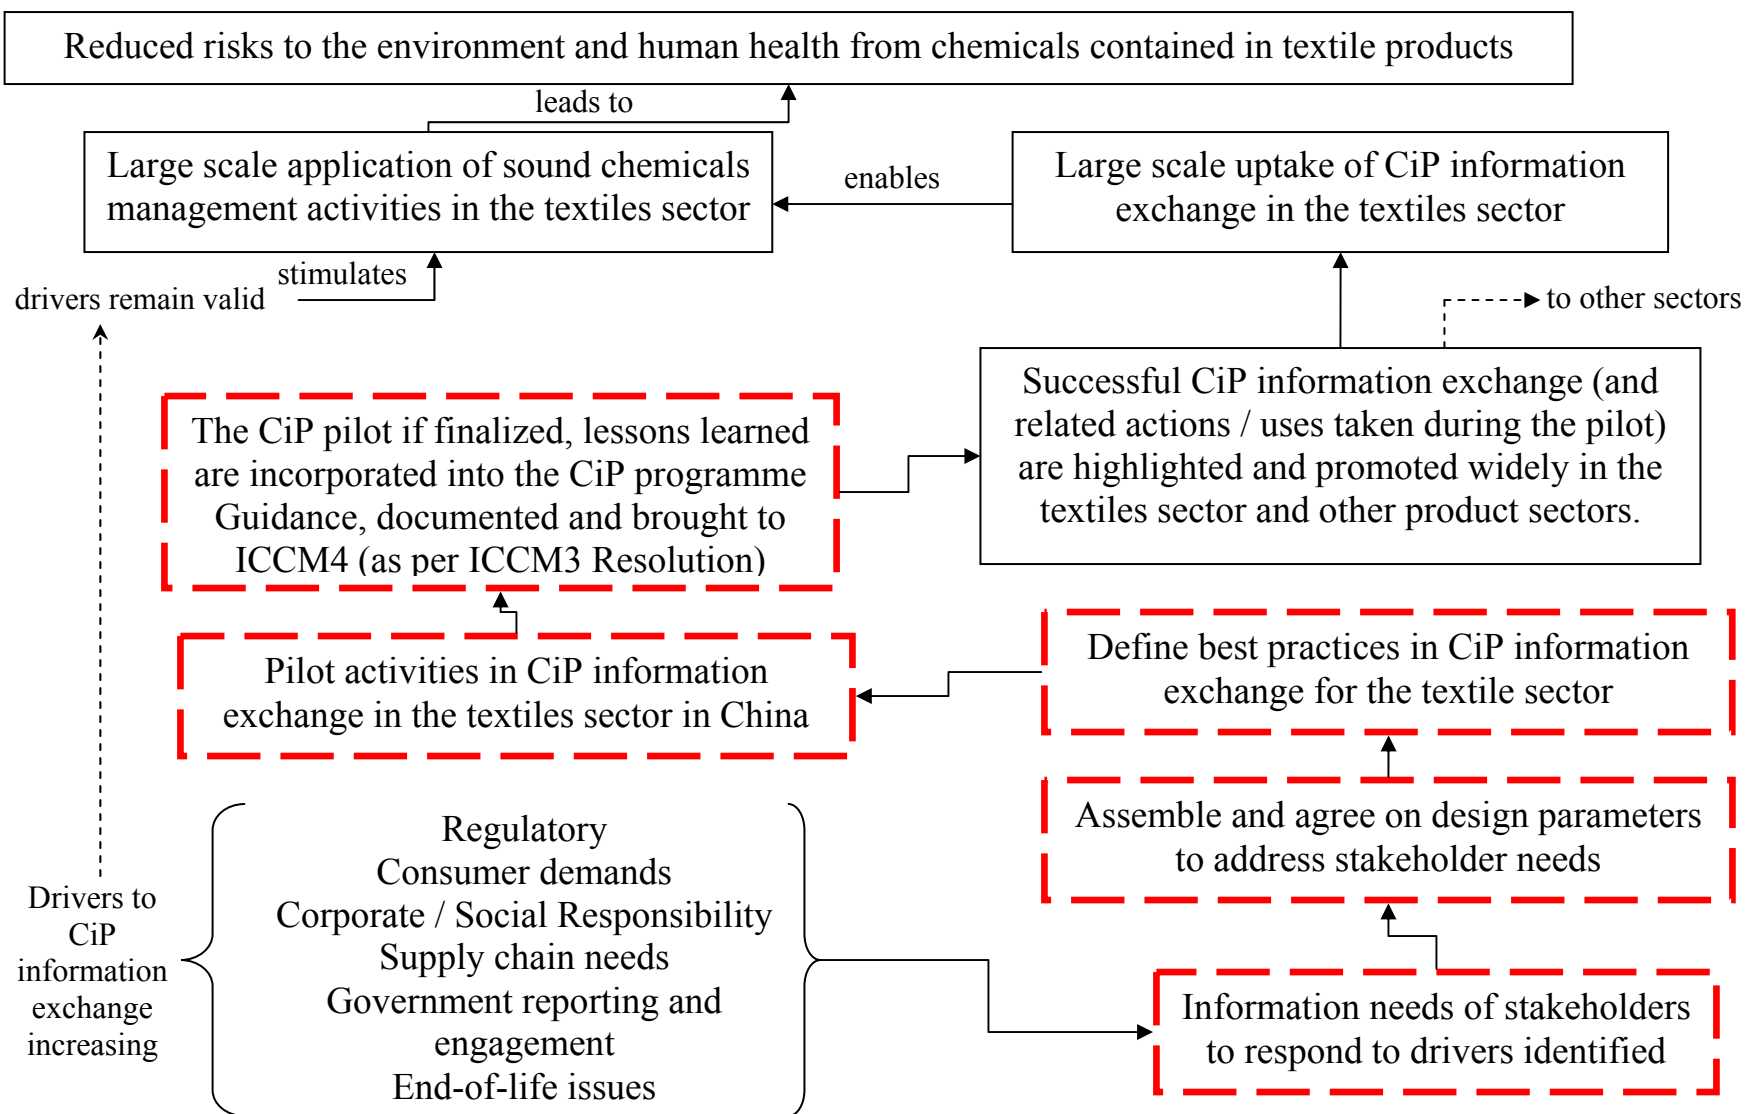 Reduced risks to the environment and human health from chemicals contained in textile products
leads to
Large scale application of sound chemicals
management activities in the textiles sector
enables
Large scale uptake of CiP information
exchange in the textiles sector
stimulates
drivers remain valid
to other sectors
Successful CiP information exchange (and
related actions / uses taken during the pilot)
are highlighted and promoted widely in the
textiles sector and other product sectors.
The CiP pilot if finalized, lessons learned
are incorporated into the CiP programme
Guidance, documented and brought to
ICCM4 (as per ICCM3 Resolution)
Define best practices in CiP information
exchange for the textile sector
Pilot activities in CiP information
exchange in the textiles sector in China
Assemble and agree on design parameters
to address stakeholder needs
Drivers to
CiP
information
exchange
increasing
Regulatory
Consumer demands
Corporate / Social Responsibility
Supply chain needs
Government reporting and
engagement
End-of-life issues
Information needs of stakeholders
to respond to drivers identified